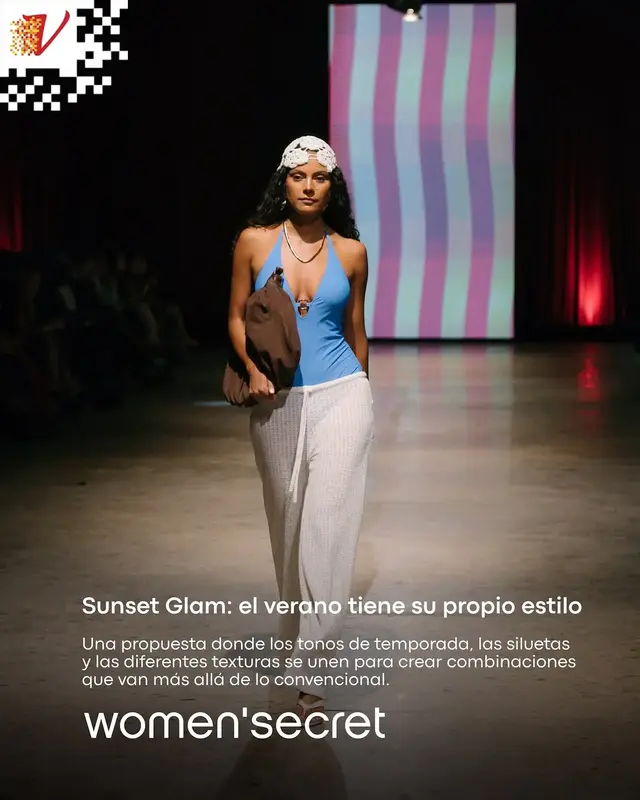 V
Sunset Glam: el verano tiene su propio estilo
Una propuesta donde los tonos de temporada, las siluetas
y las diferentes texturas se unen para crear combinaciones
que van más allá de lo convencional.
women'secret